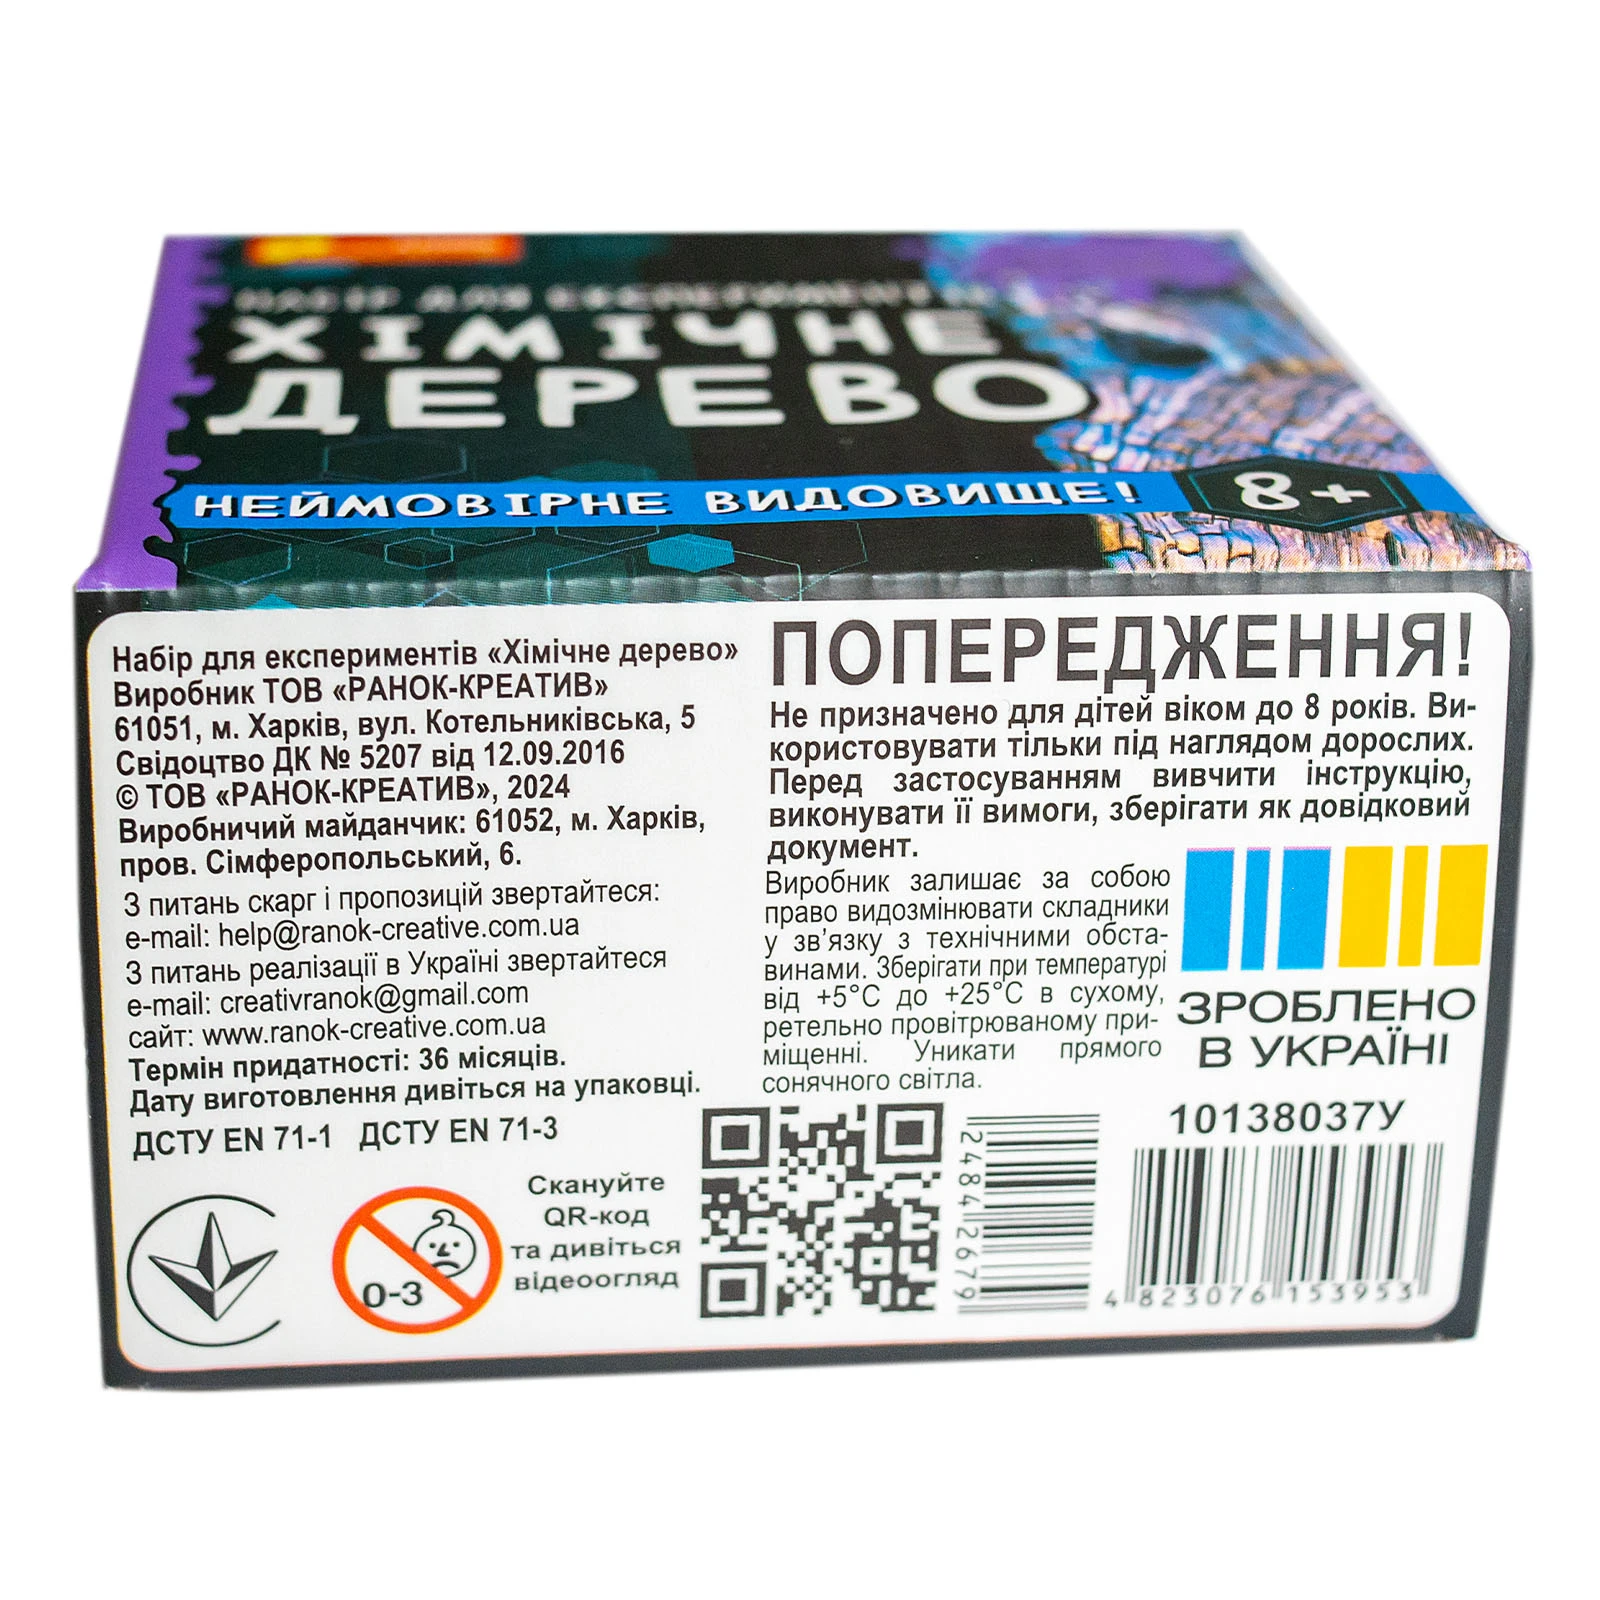 НАБІР ДЛЯ ЕКСПЕРИМЕНТІВ
ХІМІЧНЕ
ДЕРЕВО
НЕЙМОВІРНЕ ВИДОВИЩЕ!
8+
Набір для експериментів «Хімічне дерево»
Виробник ТОВ «РАНОК-КРЕАТИВ»
61051, м. Харків, вул. Котельниківська, 5
Свідоцтво ДК № 5207 від 12.09.2016
© ТОВ «РАНОК-КРЕАТИВ», 2024
Виробничий майданчик: 61052, м. Харків,
пров. Сімферопольський, 6.
З питань скарг і пропозицій звертайтеся:
e-mail: help@ranok-creative.com.ua
З питань реалізації в Україні звертайтеся
e-mail: creativranok@gmail.com
сайт: www.ranok-creative.com.ua
Термін придатності: 36 місяців.
Дату виготовлення дивіться на упаковці.
ДСТУ EN 71-1 ДСТУ EN 71-3
0-3
Скануйте
QR-код
та дивіться
відеоогляд
ПОПЕРЕДЖЕННЯ!
Не призначено для дітей віком до 8 років. Ви-
користовувати тільки під наглядом дорослих.
Перед застосуванням вивчити інструкцію,
виконувати її вимоги, зберігати як довідковий
документ.
Виробник залишає за собою
право видозмінювати складники
у зв’язку з технічними обста-
винами. Зберігати при температурі
від +5°C до +25°C в сухому,
ретельно провітрюваному при-
міщенні. Уникати прямого
сонячного світла.
ЗРОБЛЕНО
В УКРАЇНІ
10138037У
24842679
4 823076 153953